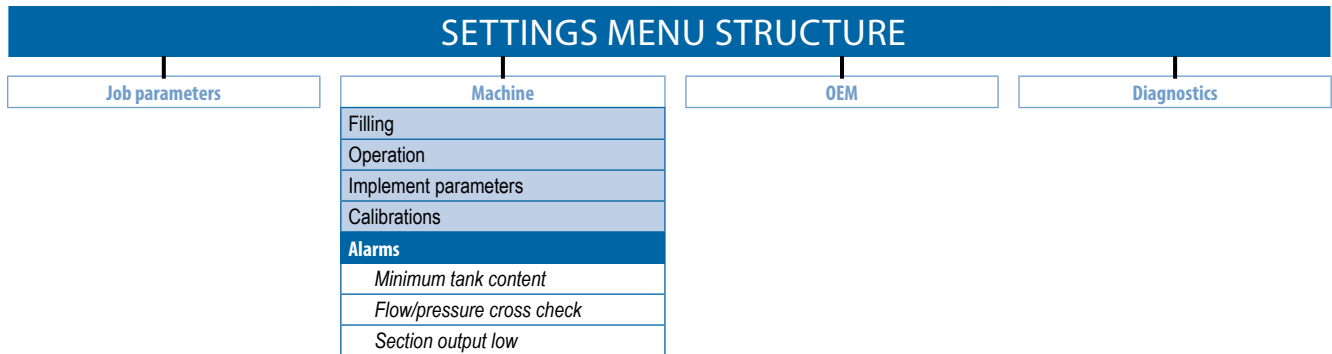 SETTINGS MENU STRUCTURE
Job parameters
Machine
OEM
Diagnostics
Filling
Operation
Implement parameters
Calibrations
Alarms
Minimum tank content
Flow/pressure cross check
Section output low